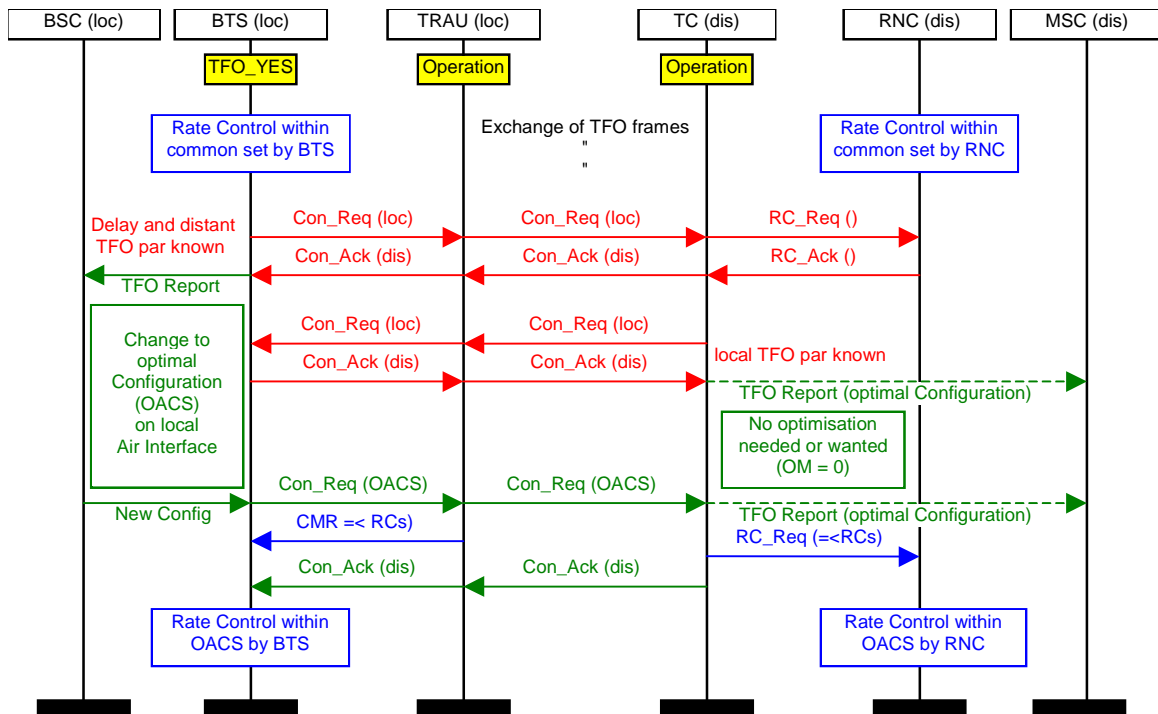 BSC (loc)
BTS (loc)
TRAU (loc)
TC (dis)
RNC (dis)
MSC (dis)
TFO_YES
Operation
Operation
Rate Control within
common set by BTS
Exchange of TFO frames
"
"
Rate Control within
common set by RNC
Delay and distant
TFO par known
Con_Req (loc)
Con_Req (loc)
RC_Req ()
Con_Ack (dis)
Con_Ack (dis)
RC_Ack ()
TFO Report
Change to
optimal
Configuration
(OACS)
on local
Air Interface
Con_Req (loc)
Con_Req (loc)
Con_Ack (dis)
Con_Ack (dis)
local TFO par known
TFO Report (optimal Configuration)
No optimisation
needed or wanted
(OM = 0)
Con_Req (OACS)
Con_Req (OACS)
New Config
TFO Report (optimal Configuration)
CMR =< RCs)
RC_Req (=<RCs)
Con_Ack (dis)
Con_Ack (dis)
Rate Control within
OACS by BTS
Rate Control within
OACS by RNC